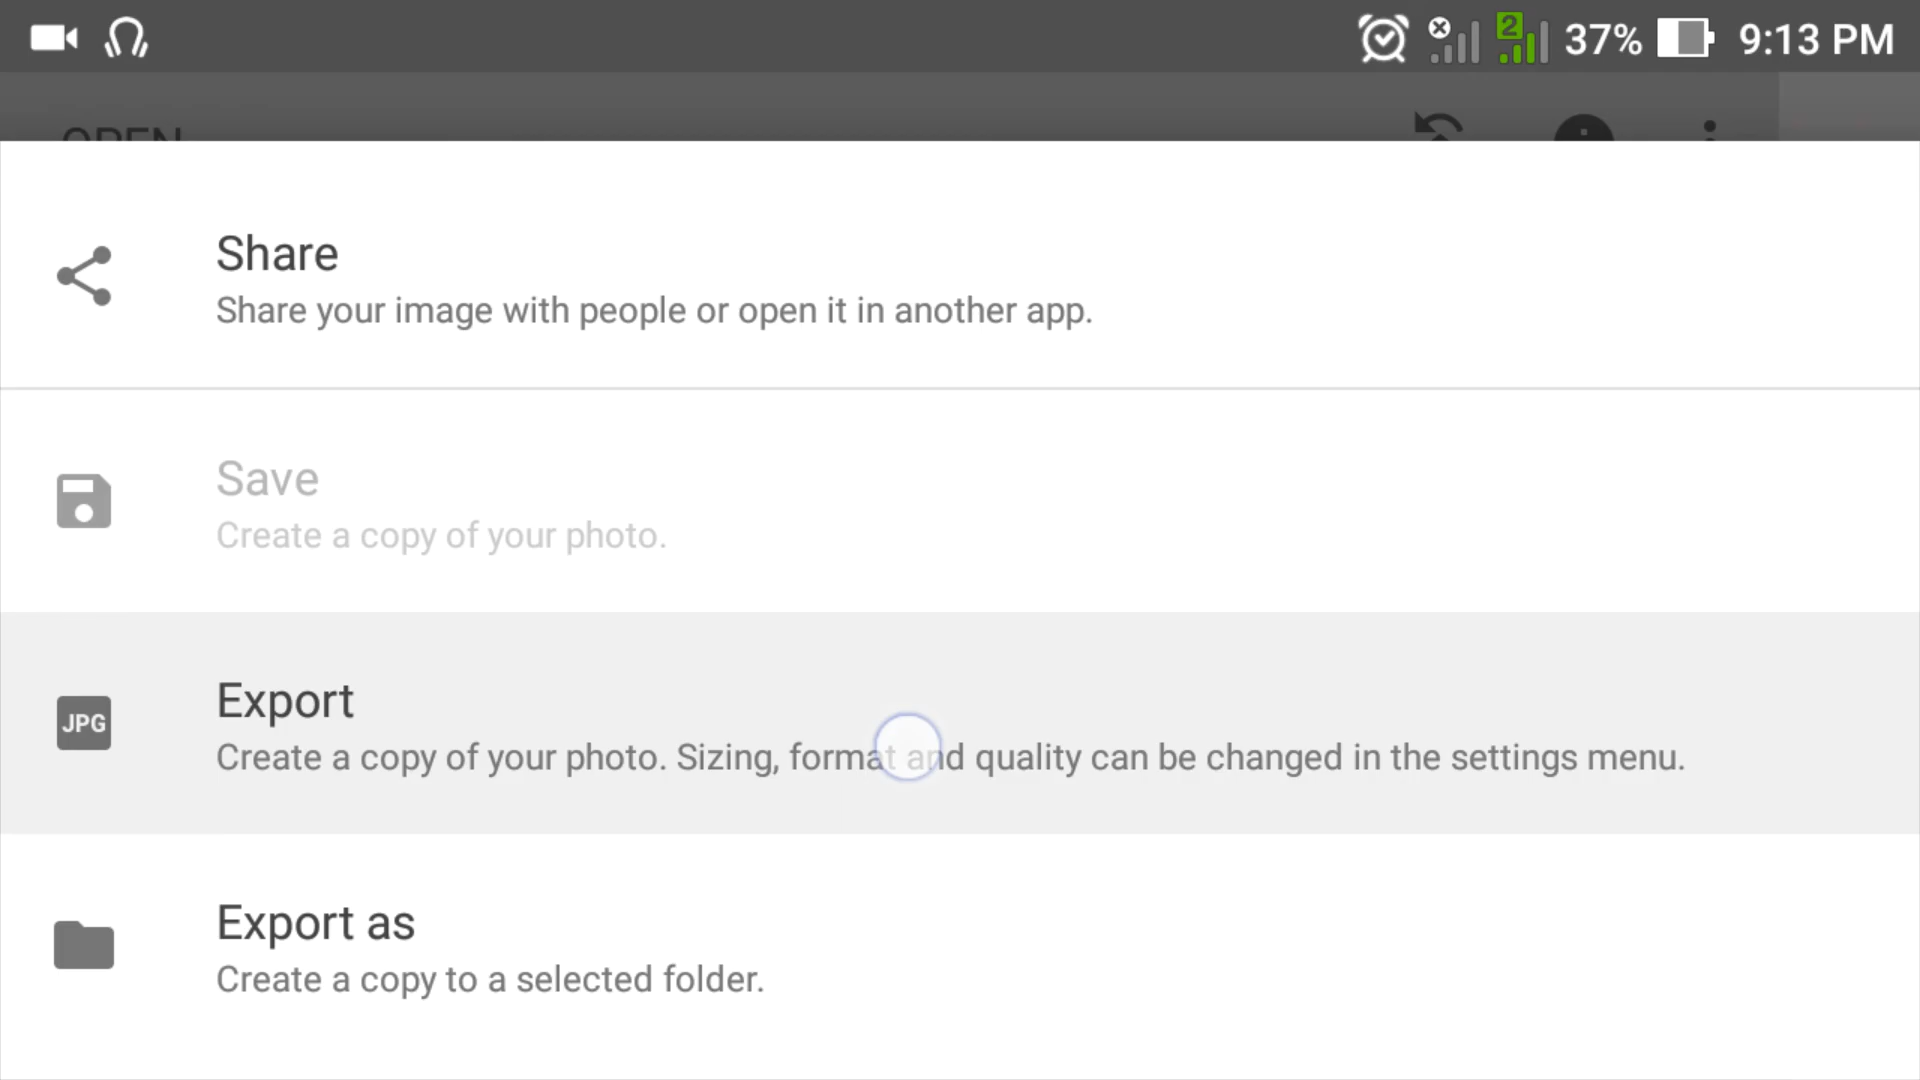 2 37% 9:13 PM
OPEN
Share
Share your image with people or open it in another app.
Save
Create a copy of your photo.
JPG
Export
Create a copy of your photo. Sizing, format and quality can be changed in the settings menu.
Export as
Create a copy to a selected folder.